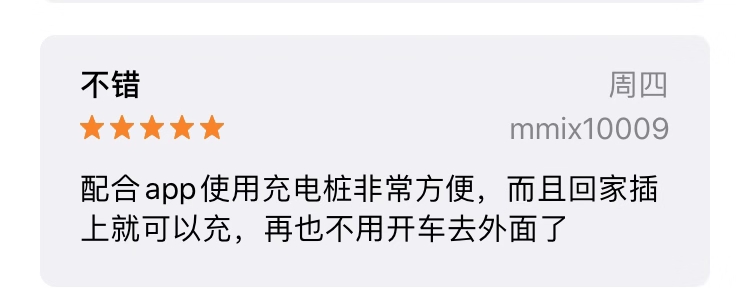 不错
周四
mmix10009
配合app使用充电桩非常方便，而且回家插
上就可以充，再也不用开车去外面了